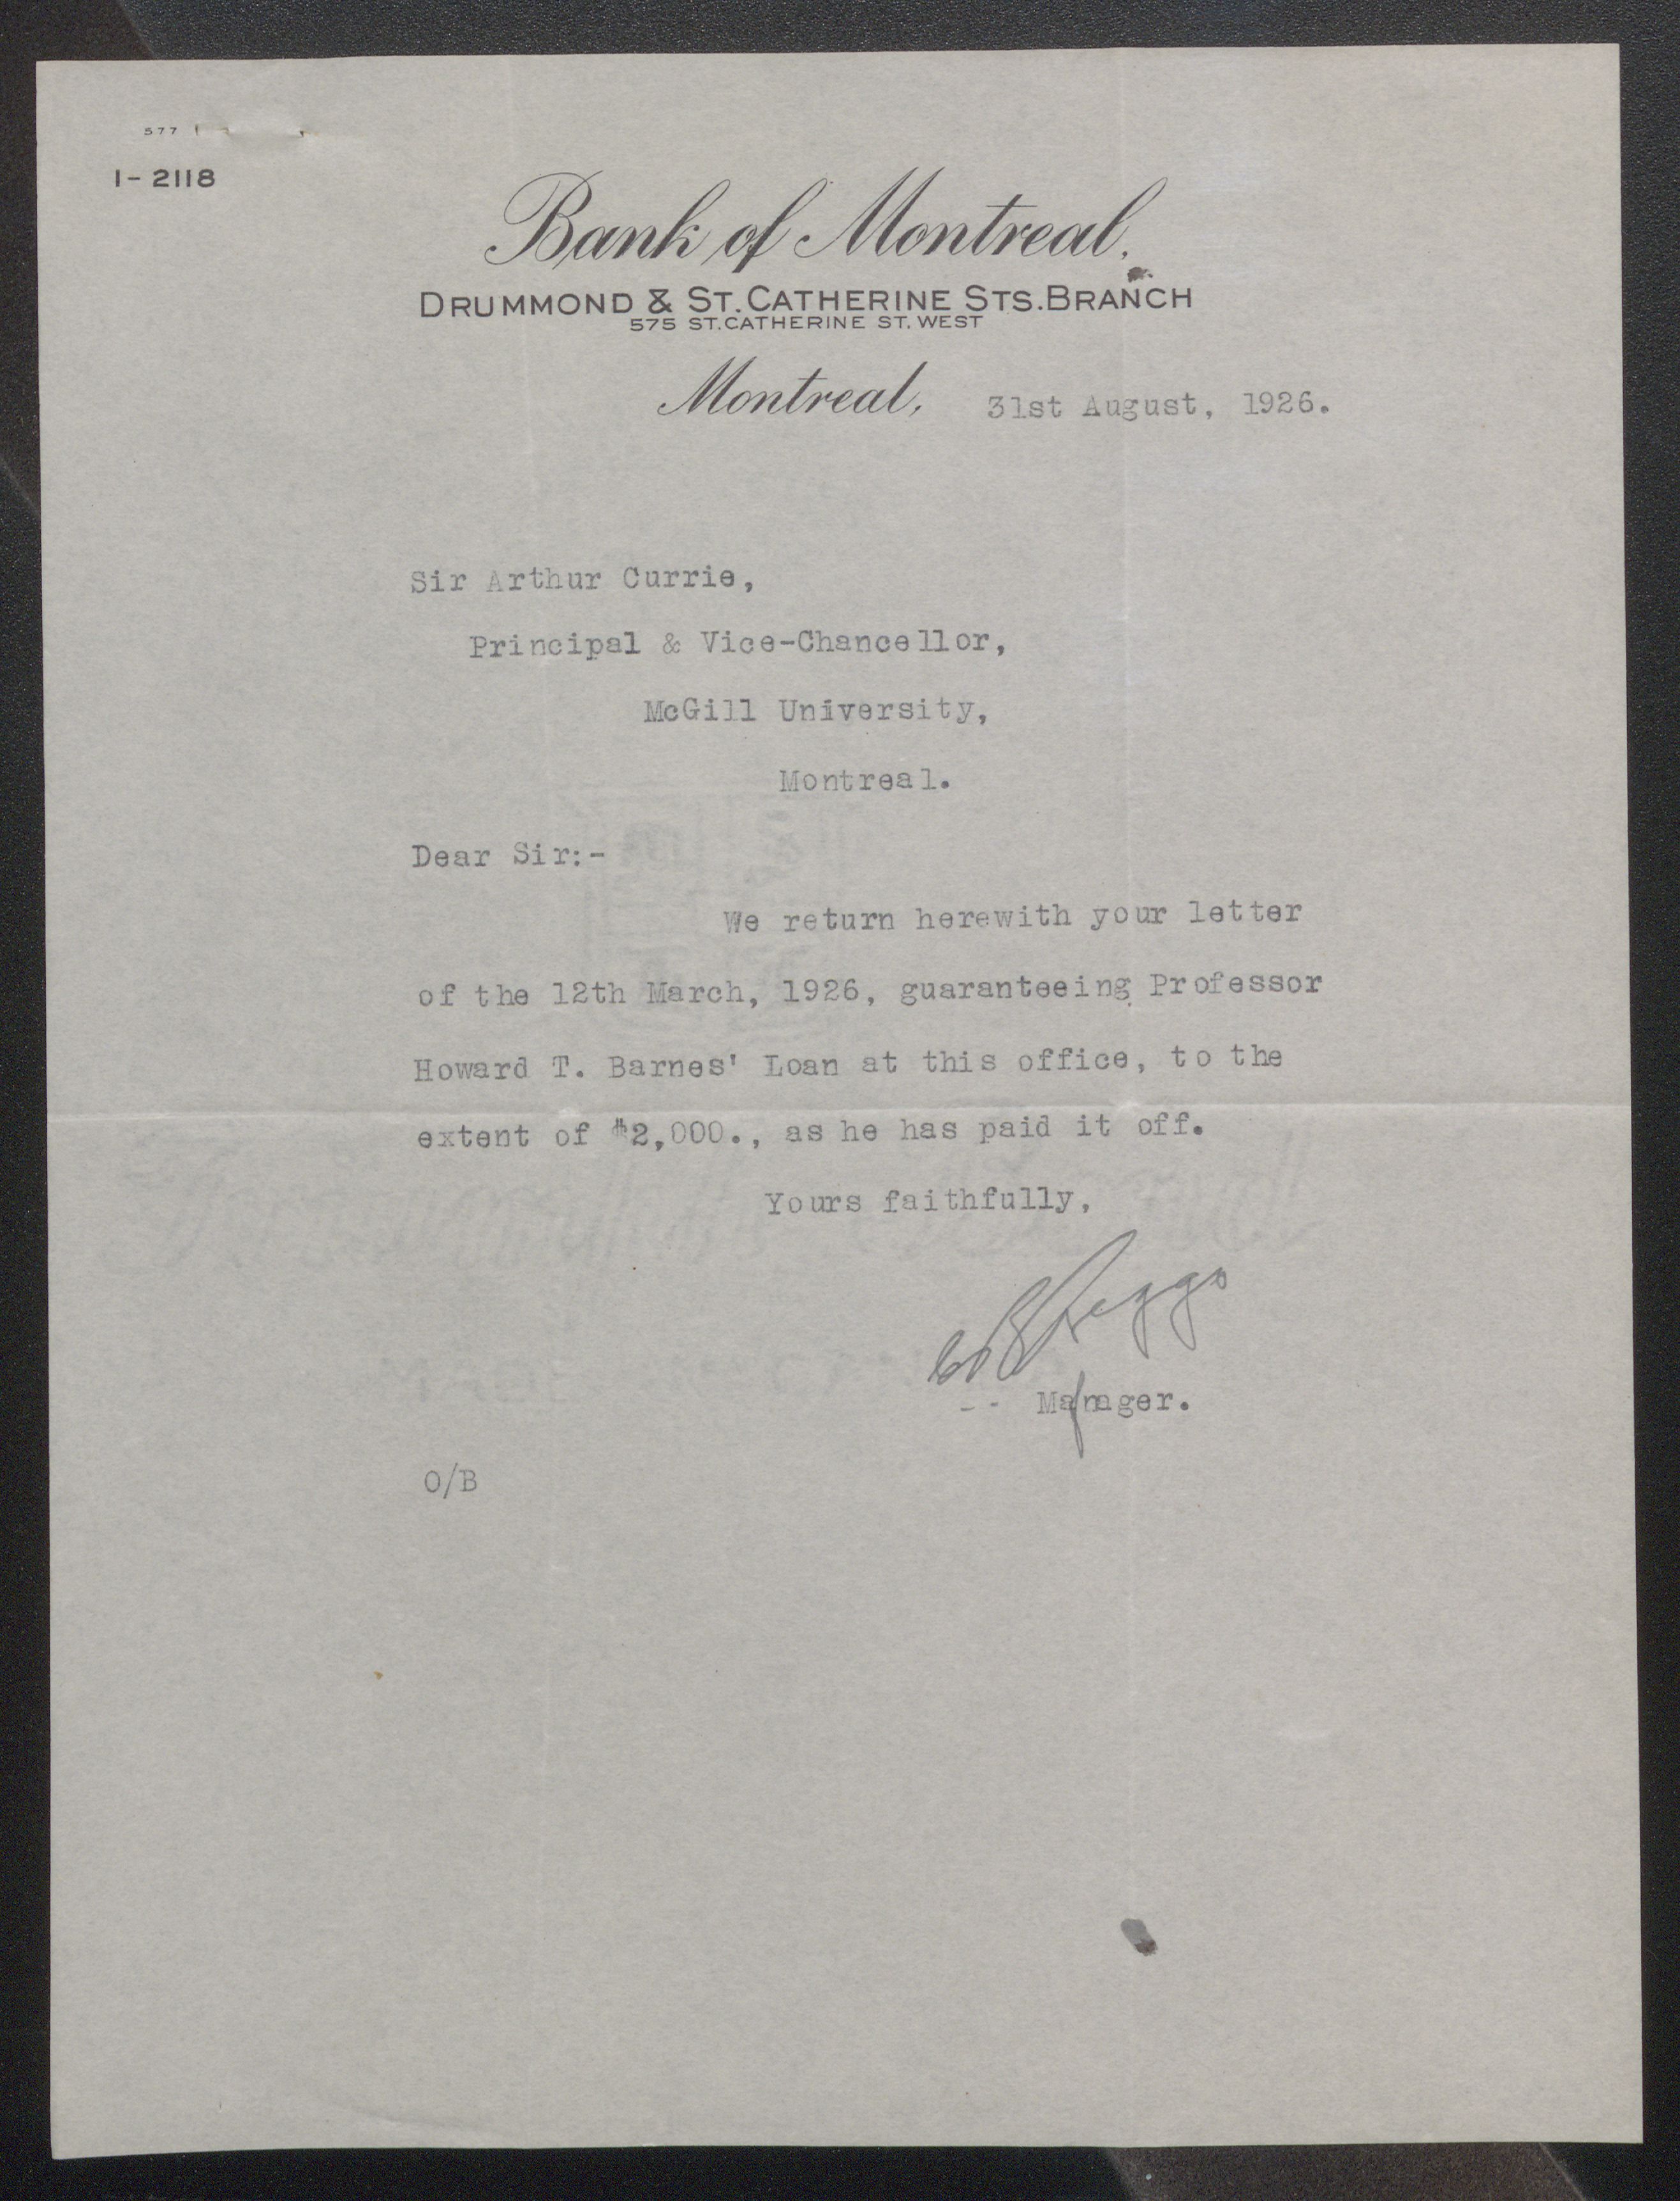 577
1-2118
Bank of Montreal.
DRUMMOND & ST. CATHERINE STS. BRANCH
575 ST. CATHERINE ST. WEST
Montreal, 31st August, 1926.
Sir Arthur Currie,
Principal & Vice-Chancellor,
McGill University,
Montreal.
Dear Sir:-
We return herewith your letter
of the 12th March, 1926, guaranteeing Professor
Howard T. Barnes' Loan at this office, to the
extent of $2,000., as he has paid it off.
Yours faithfully,
Manager.
O/B